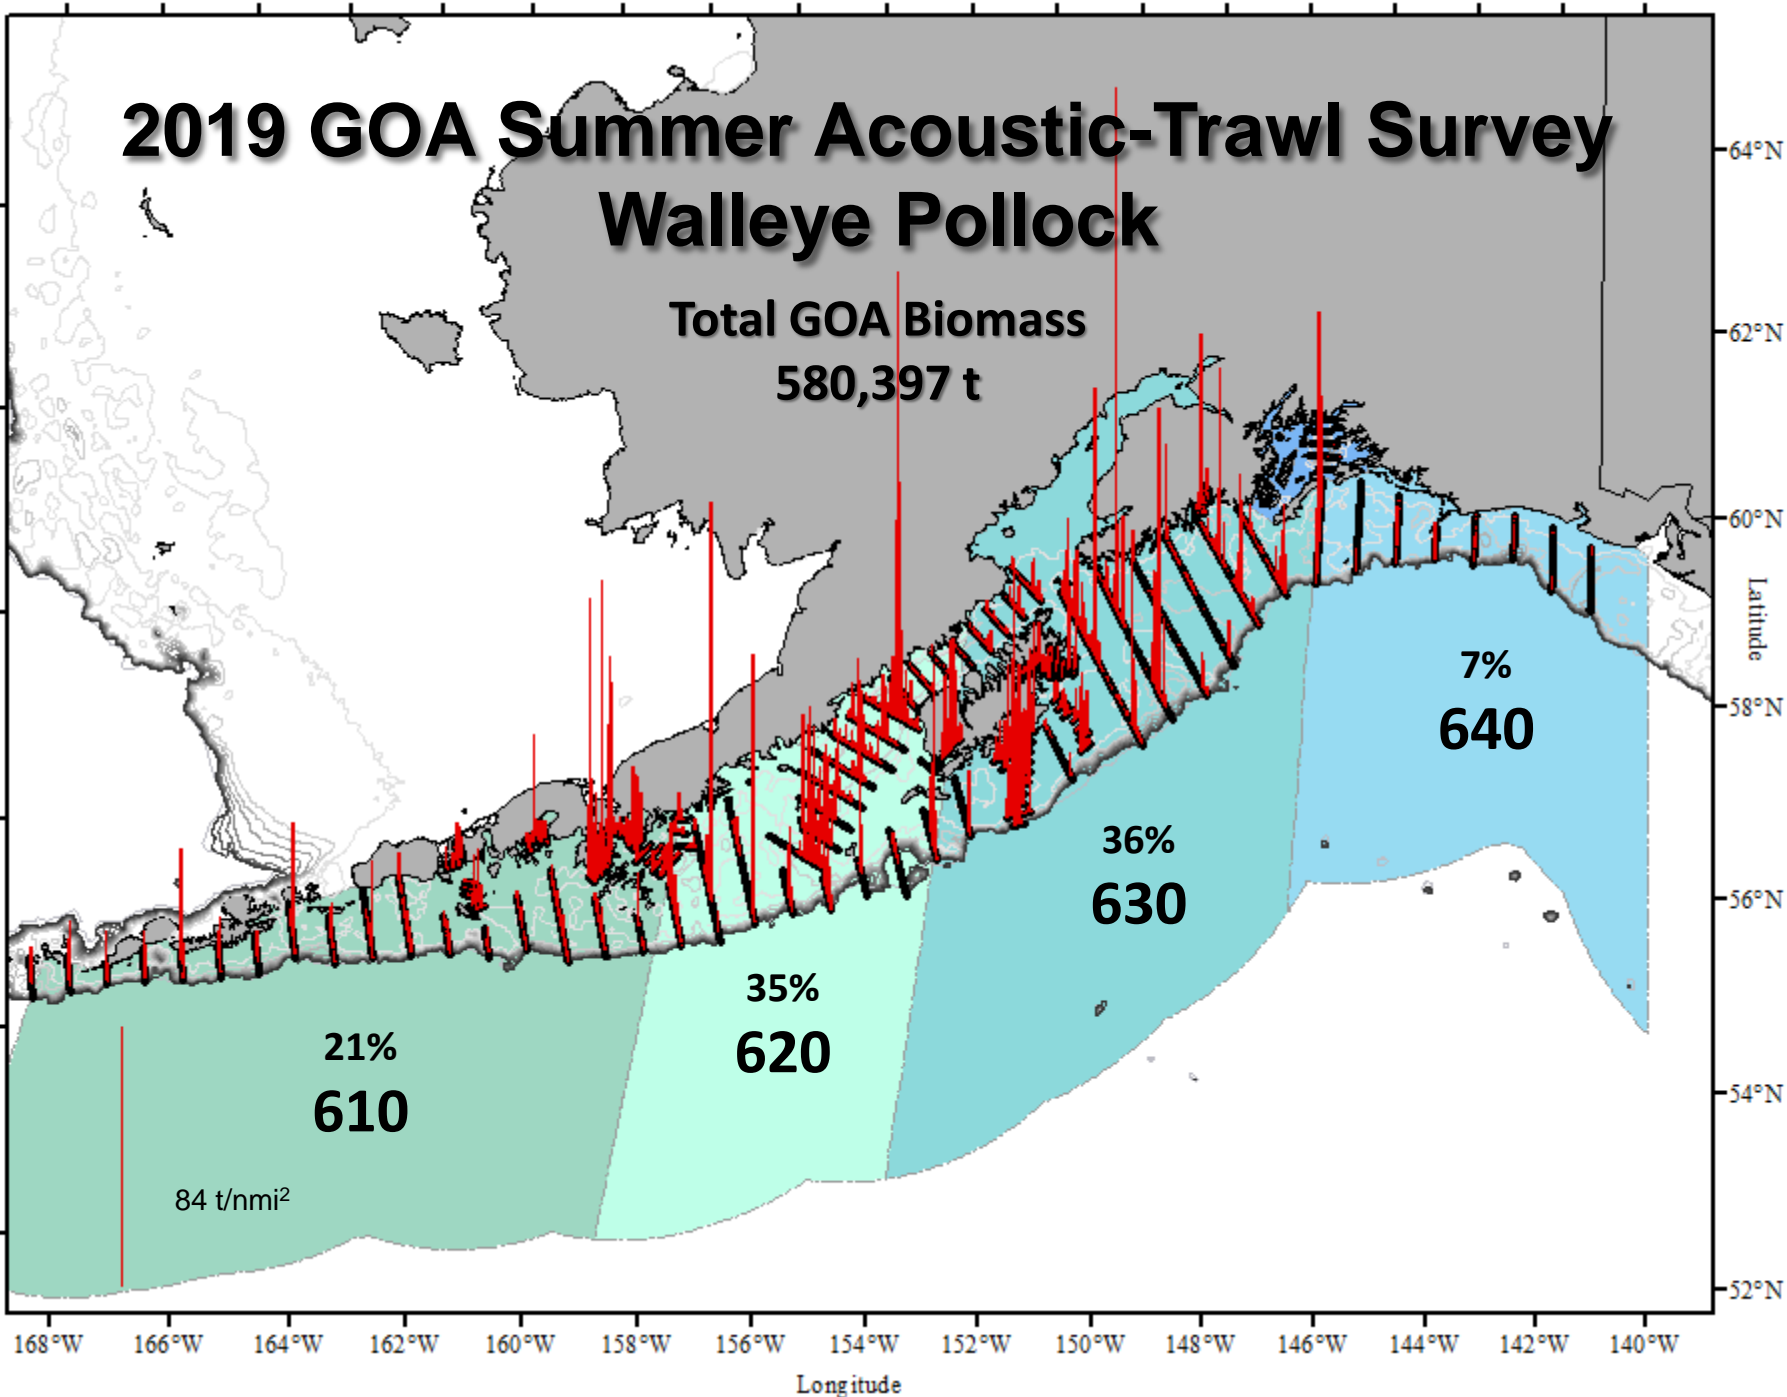 2019 GOA Summer Acoustic-Trawl Survey
Walleye Pollock
Total GOA Biomass
580,397 t
64°N
62°N
60°N
Latitude
58°N
56°N
54°N
52°N
7%
640
36%
630
35%
620
21%
610
84 t/nmi²
168°W 166°W 164°W 162°W 160°W 158°W 156°W 154°W 152°W 150°W 148°W 146°W 144°W 142°W 140°W
Longitude